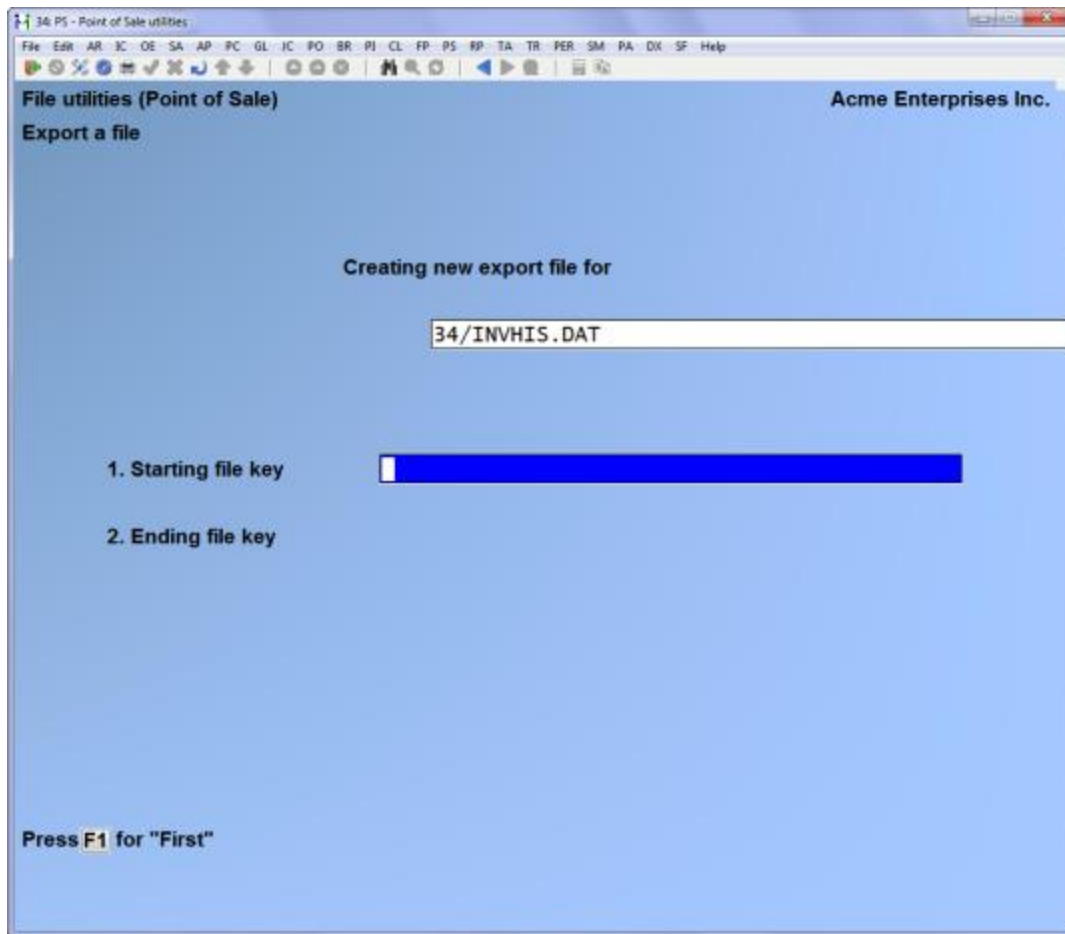 34: PS - Point of Sale utilities
File Edit AR IC OE SA AP PC GL JC PO BR PI CL FP PS RP TA TR PER SM PA DX SF Help
File utilities (Point of Sale) Acme Enterprises Inc.
Export a file
Creating new export file for
34/INVHIS.DAT
1. Starting file key
2. Ending file key
Press F1 for "First"